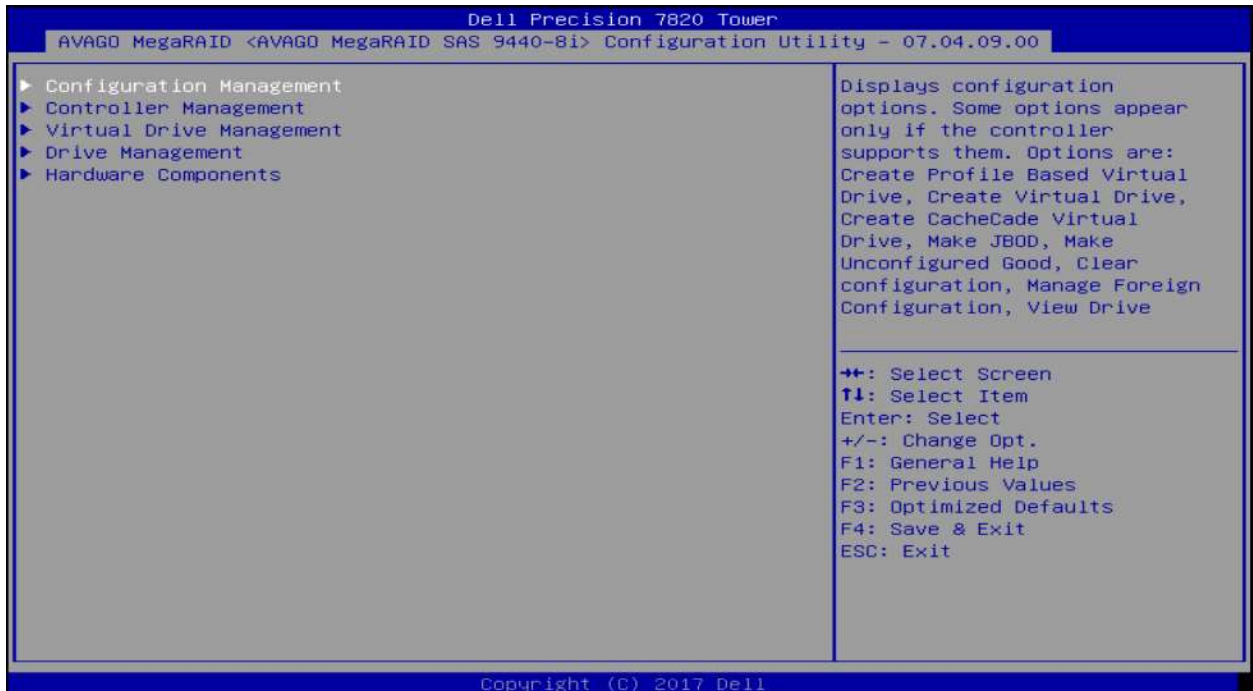 Dell Precision 7820 Tower
AVAGO MegaRAID <AVAGO MegaRAID SAS 9440-8i> Configuration Utility - 07.04.09.00
▶ Configuration Management
▶ Controller Management
▶ Virtual Drive Management
▶ Drive Management
▶ Hardware Components
Displays configuration
options. Some options appear
only if the controller
supports them. Options are:
Create Profile Based Virtual
Drive, Create Virtual Drive,
Create CacheCade Virtual
Drive, Make JBOD, Make
Unconfigured Good, Clear
configuration, Manage Foreign
Configuration, View Drive
→←: Select Screen
↑↓: Select Item
Enter: Select
+/-: Change Opt.
F1: General Help
F2: Previous Values
F3: Optimized Defaults
F4: Save & Exit
ESC: Exit
Copyright (C) 2017 Dell